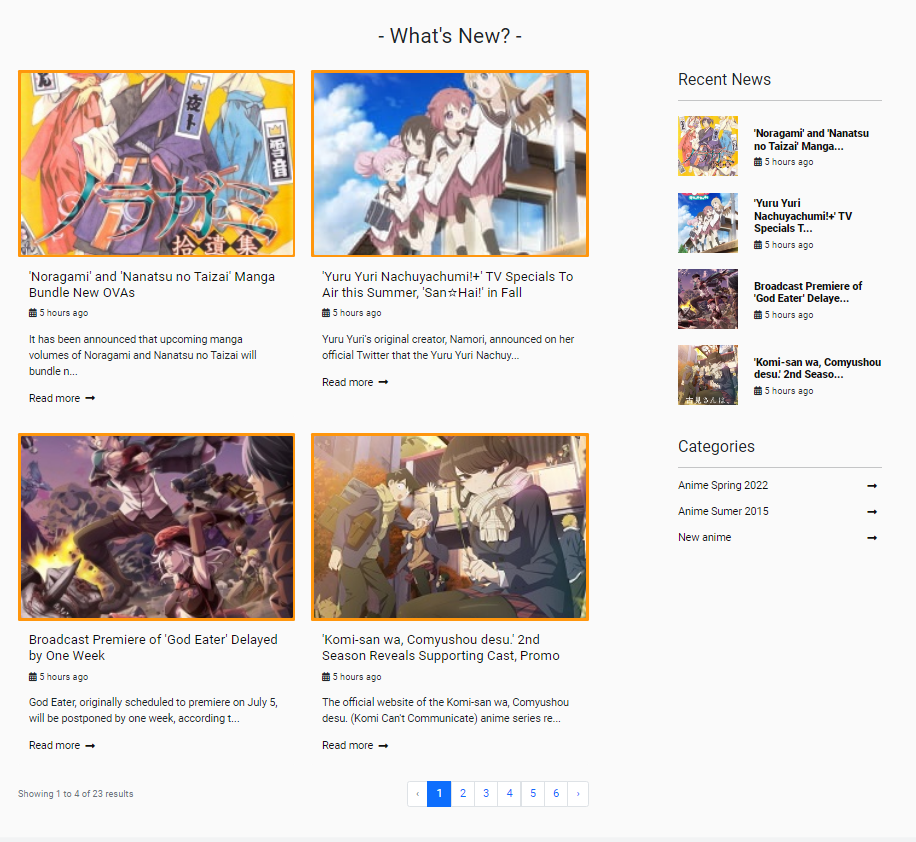 - What's New? -
ノラガミ
夜ト
雪音
拾遺集
'Noragami' and 'Nanatsu no Taizai' Manga
Bundle New OVAs
5 hours ago
It has been announced that upcoming manga
volumes of Noragami and Nanatsu no Taizai will
bundle n...
Read more
'Yuru Yuri Nachuyachumi!+' TV Specials To
Air this Summer, 'San☆Hai!' in Fall
5 hours ago
Yuru Yuri's original creator, Namori, announced on her
official Twitter that the Yuru Yuri Nachuy...
Read more
Broadcast Premiere of 'God Eater' Delayed
by One Week
5 hours ago
God Eater, originally scheduled to premiere on July 5,
will be postponed by one week, according t...
Read more
'Komi-san wa, Comyushou desu.' 2nd
Season Reveals Supporting Cast, Promo
5 hours ago
The official website of the Komi-san wa, Comyushou
desu. (Komi Can't Communicate) anime series re...
Read more
Showing 1 to 4 of 23 results
‹ 1 2 3 4 5 6 ›
Recent News
'Noragami' and 'Nanatsu
no Taizai' Manga...
5 hours ago
'Yuru Yuri
Nachuyachumi!+' TV
Specials T...
5 hours ago
Broadcast Premiere of
'God Eater' Delaye...
5 hours ago
古見さんは、
'Komi-san wa, Comyushou
desu.' 2nd Seaso...
5 hours ago
Categories
Anime Spring 2022
Anime Sumer 2015
New anime